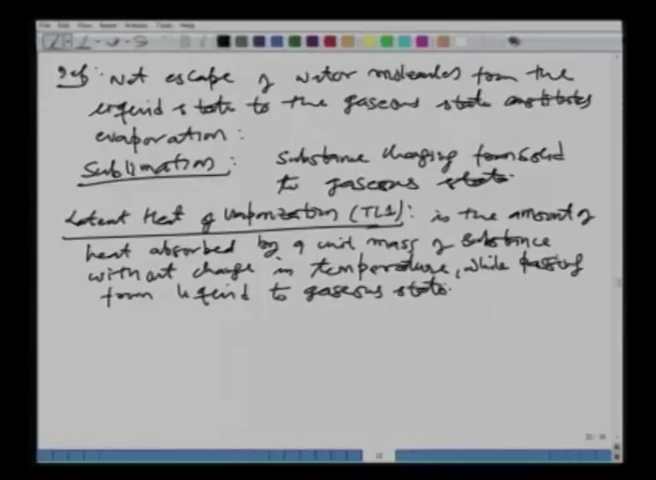 Def: Net escape of water molecules from the
liquid state to the gaseous state constitutes
evaporation:
Sublimation: Substance changing from solid
to gaseous state.
Latent Heat of Vaporization (TL1): is the amount of
heat absorbed by a unit mass of substance
without change in temperature, while passing
from liquid to gaseous state.